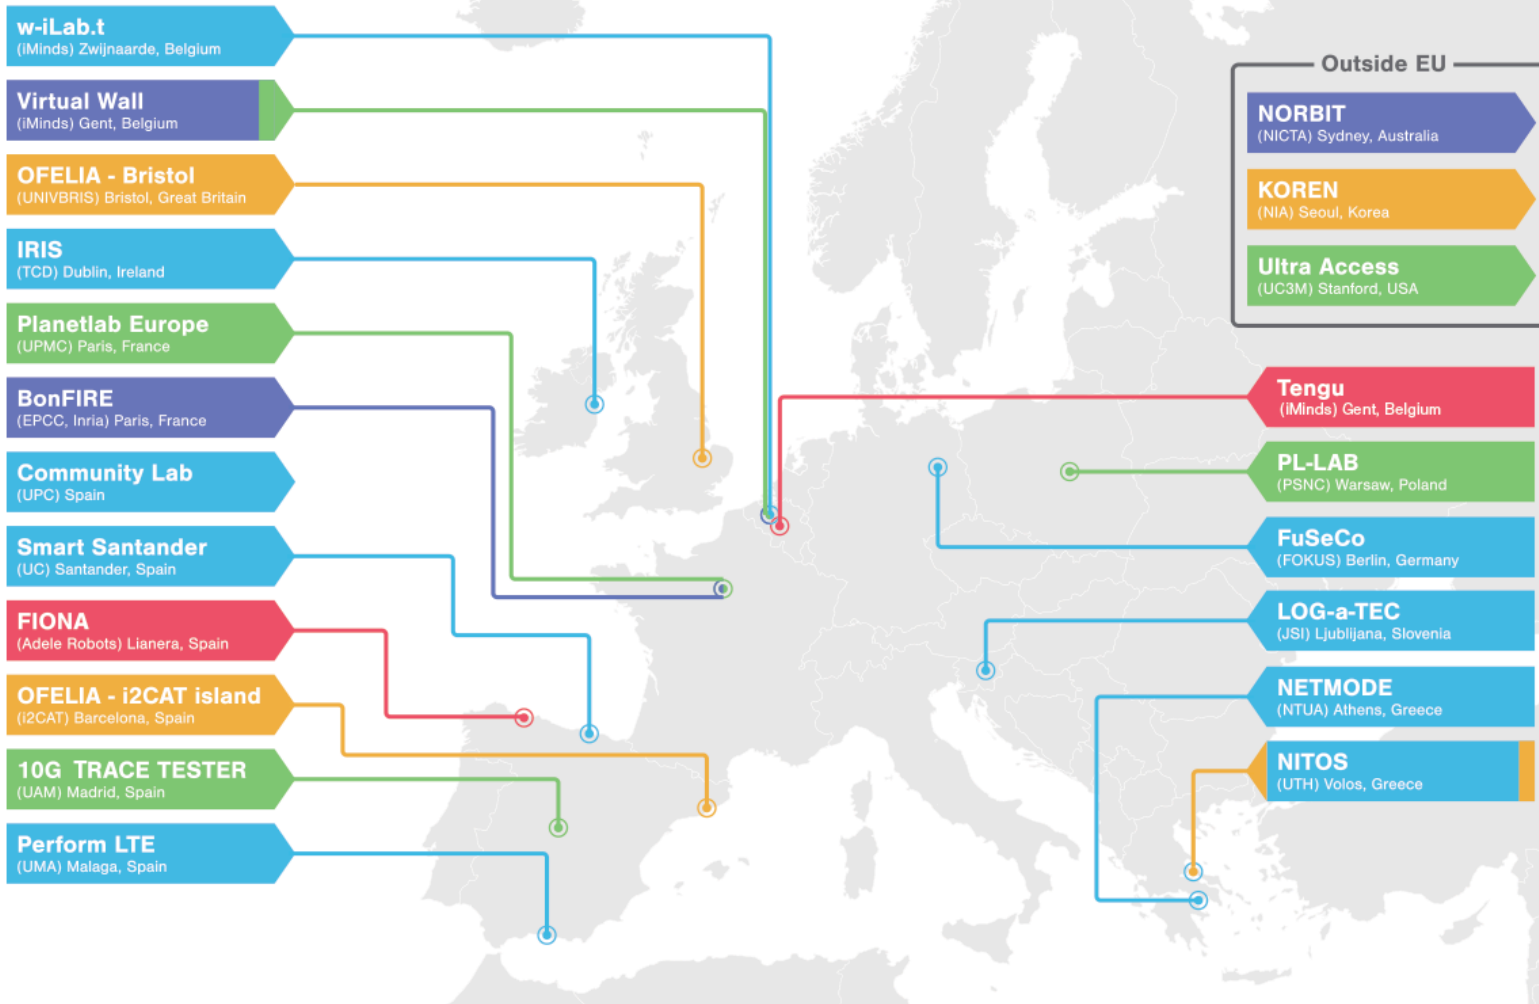 w-iLab.t
(iMinds) Zwijnaarde, Belgium
Virtual Wall
(iMinds) Gent, Belgium
OFELIA - Bristol
(UNIVBRIS) Bristol, Great Britain
IRIS
(TCD) Dublin, Ireland
Planetlab Europe
(UPMC) Paris, France
BonFIRE
(EPCC, Inria) Paris, France
Community Lab
(UPC) Spain
Smart Santander
(UC) Santander, Spain
FIONA
(Adele Robots) Lianera, Spain
OFELIA - i2CAT island
(i2CAT) Barcelona, Spain
10G TRACE TESTER
(UAM) Madrid, Spain
Perform LTE
(UMA) Malaga, Spain
Outside EU
NORBIT
(NICTA) Sydney, Australia
KOREN
(NIA) Seoul, Korea
Ultra Access
(UC3M) Stanford, USA
Tengu
(iMinds) Gent, Belgium
PL-LAB
(PSNC) Warsaw, Poland
FuSeCo
(FOKUS) Berlin, Germany
LOG-a-TEC
(JSI) Ljublijana, Slovenia
NETMODE
(NTUA) Athens, Greece
NITOS
(UTH) Volos, Greece